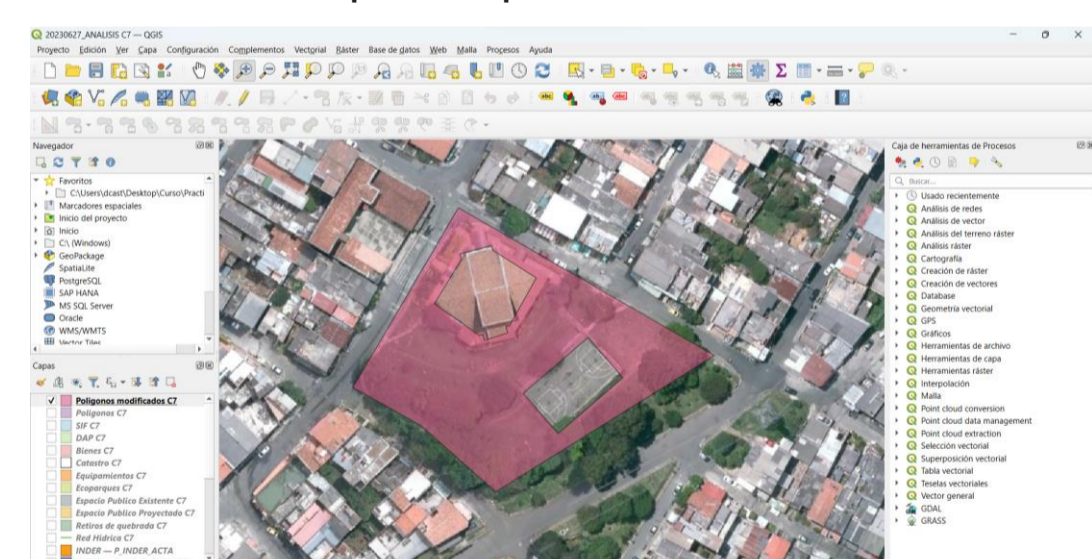 20230627_ANALISIS C7 — QGIS
Proyecto Edición Ver Capa Configuración Complementos Vectorial Ráster Base de datos Web Malla Procesos Ayuda
Navegador
Favoritos
C:\Users\dcast\Desktop\Curso\Practi
Marcadores espaciales
Inicio del proyecto
Inicio
C:\ (Windows)
GeoPackage
SpatiaLite
PostgreSQL
SAP HANA
MS SQL Server
Oracle
WMS/WMTS
Vector Tiles
Capas
Poligonos modificados C7
Poligonos C7
SIF C7
DAP C7
Bienes C7
Catastro C7
Equipamientos C7
Ecoparques C7
Espacio Publico Existente C7
Espacio Publico Proyectado C7
Retiros de quebrada C7
Red Hidrica C7
INDER — P_INDER_ACTA
Caja de herramientas de Procesos
Buscar...
Usado recientemente
Análisis de redes
Análisis de vector
Análisis del terreno ráster
Análisis ráster
Cartografía
Creación de ráster
Creación de vectores
Database
Geometría vectorial
GPS
Gráficos
Herramientas de archivo
Herramientas de capa
Herramientas ráster
Interpolación
Malla
Point cloud conversion
Point cloud data management
Point cloud extraction
Selección vectorial
Superposición vectorial
Tabla vectorial
Teselas vectoriales
Vector general
GDAL
GRASS